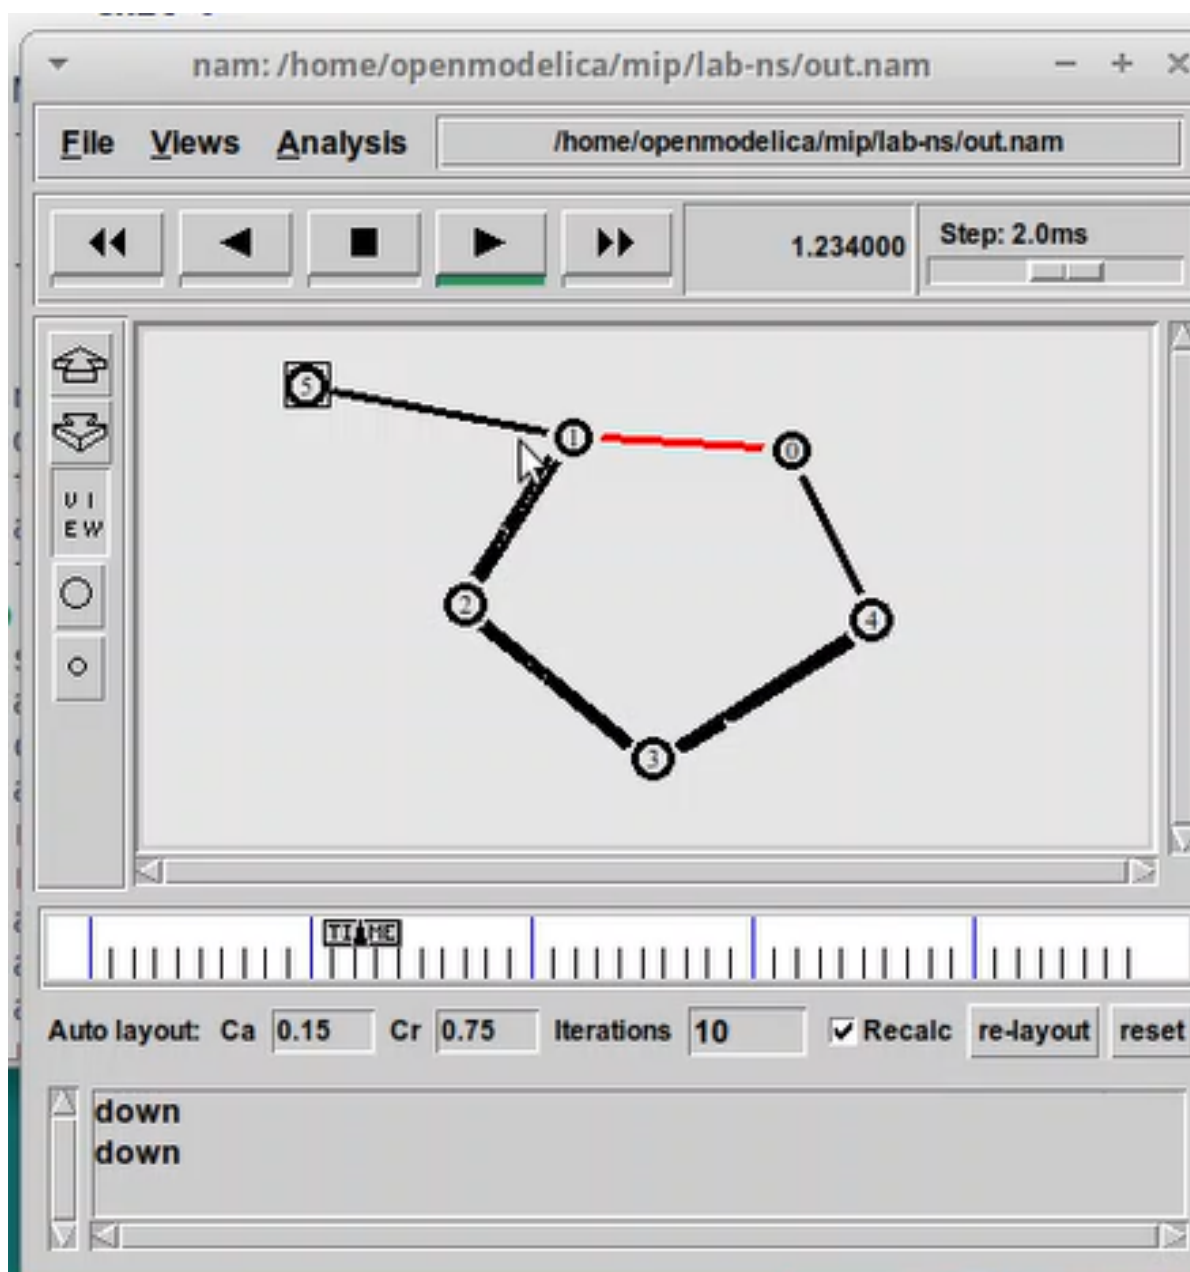 nam: /home/openmodelica/mip/lab-ns/out.nam
File Views Analysis /home/openmodelica/mip/lab-ns/out.nam
1.234000 Step: 2.0ms
5
1
0
V I
E W
2
4
3
TIME
Auto layout: Ca 0.15 Cr 0.75 Iterations 10 Recalc re-layout reset
down
down